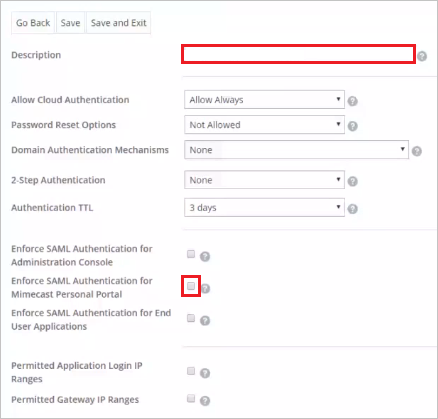 Go Back Save Save and Exit
Description ?
Allow Cloud Authentication Allow Always ?
Password Reset Options Not Allowed ?
Domain Authentication Mechanisms None ?
2-Step Authentication None ?
Authentication TTL 3 days ?
Enforce SAML Authentication for
Administration Console ?
Enforce SAML Authentication for
Mimecast Personal Portal ?
Enforce SAML Authentication for End
User Applications ?
Permitted Application Login IP
Ranges ?
Permitted Gateway IP Ranges ?